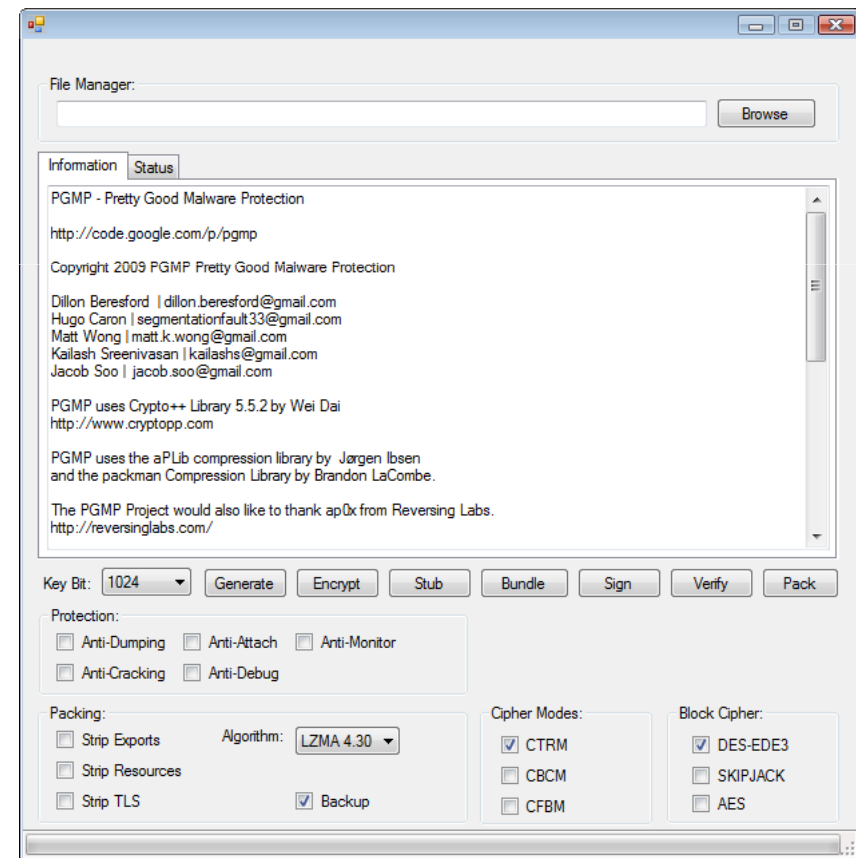 File Manager:
Browse
Information Status
PGMP - Pretty Good Malware Protection
http://code.google.com/p/pgmp
Copyright 2009 PGMP Pretty Good Malware Protection
Dillon Beresford | dillon.beresford@gmail.com
Hugo Caron | segmentationfault33@gmail.com
Matt Wong | matt.k.wong@gmail.com
Kailash Sreenivasan | kailashs@gmail.com
Jacob Soo | jacob.soo@gmail.com
PGMP uses Crypto++ Library 5.5.2 by Wei Dai
http://www.cryptopp.com
PGMP uses the aPLib compression library by Jørgen Ibsen
and the packman Compression Library by Brandon LaCombe.
The PGMP Project would also like to thank ap0x from Reversing Labs.
http://reversinglabs.com/
Key Bit: 1024 Generate Encrypt Stub Bundle Sign Verify Pack
Protection:
Anti-Dumping Anti-Attach Anti-Monitor
Anti-Cracking Anti-Debug
Packing: Cipher Modes: Block Cipher:
Strip Exports Algorithm: LZMA 4.30 CTRM DES-EDE3
Strip Resources CBCM SKIPJACK
Strip TLS Backup CFBM AES